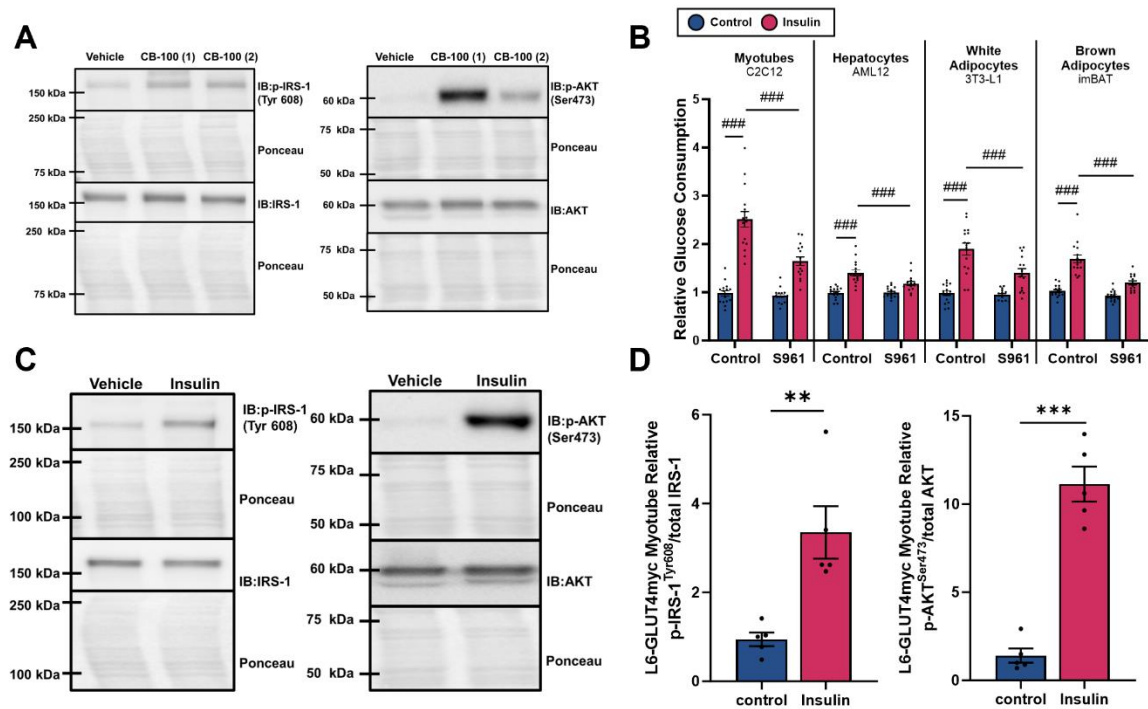 A
Vehicle CB-100 (1) CB-100 (2)
150 kDa
IB:p-IRS-1
(Tyr 608)
250 kDa
Ponceau
75 kDa
150 kDa
IB:IRS-1
250 kDa
Ponceau
75 kDa
Vehicle CB-100 (1) CB-100 (2)
60 kDa
IB:p-AKT
(Ser473)
75 kDa
Ponceau
50 kDa
60 kDa
IB:AKT
75 kDa
Ponceau
50 kDa
B
Control Insulin
Myotubes
C2C12
Hepatocytes
AML12
White
Adipocytes
3T3-L1
Brown
Adipocytes
imBAT
Relative Glucose Consumption
5
4
3
2
1
0
### ###
### ###
### ###
### ###
Control S961 Control S961 Control S961 Control S961
C
Vehicle Insulin
150 kDa
IB:p-IRS-1
(Tyr 608)
250 kDa
Ponceau
100 kDa
150 kDa
IB:IRS-1
250 kDa
Ponceau
100 kDa
Vehicle Insulin
60 kDa
IB:p-AKT
(Ser473)
75 kDa
Ponceau
50 kDa
60 kDa
IB:AKT
75 kDa
Ponceau
50 kDa
D
L6-GLUT4myc Myotube Relative
p-IRS-1Tyr608/total IRS-1
6
4
2
0
**
control Insulin
L6-GLUT4myc Myotube Relative
p-AKTSer473/total AKT
15
10
5
0
***
control Insulin